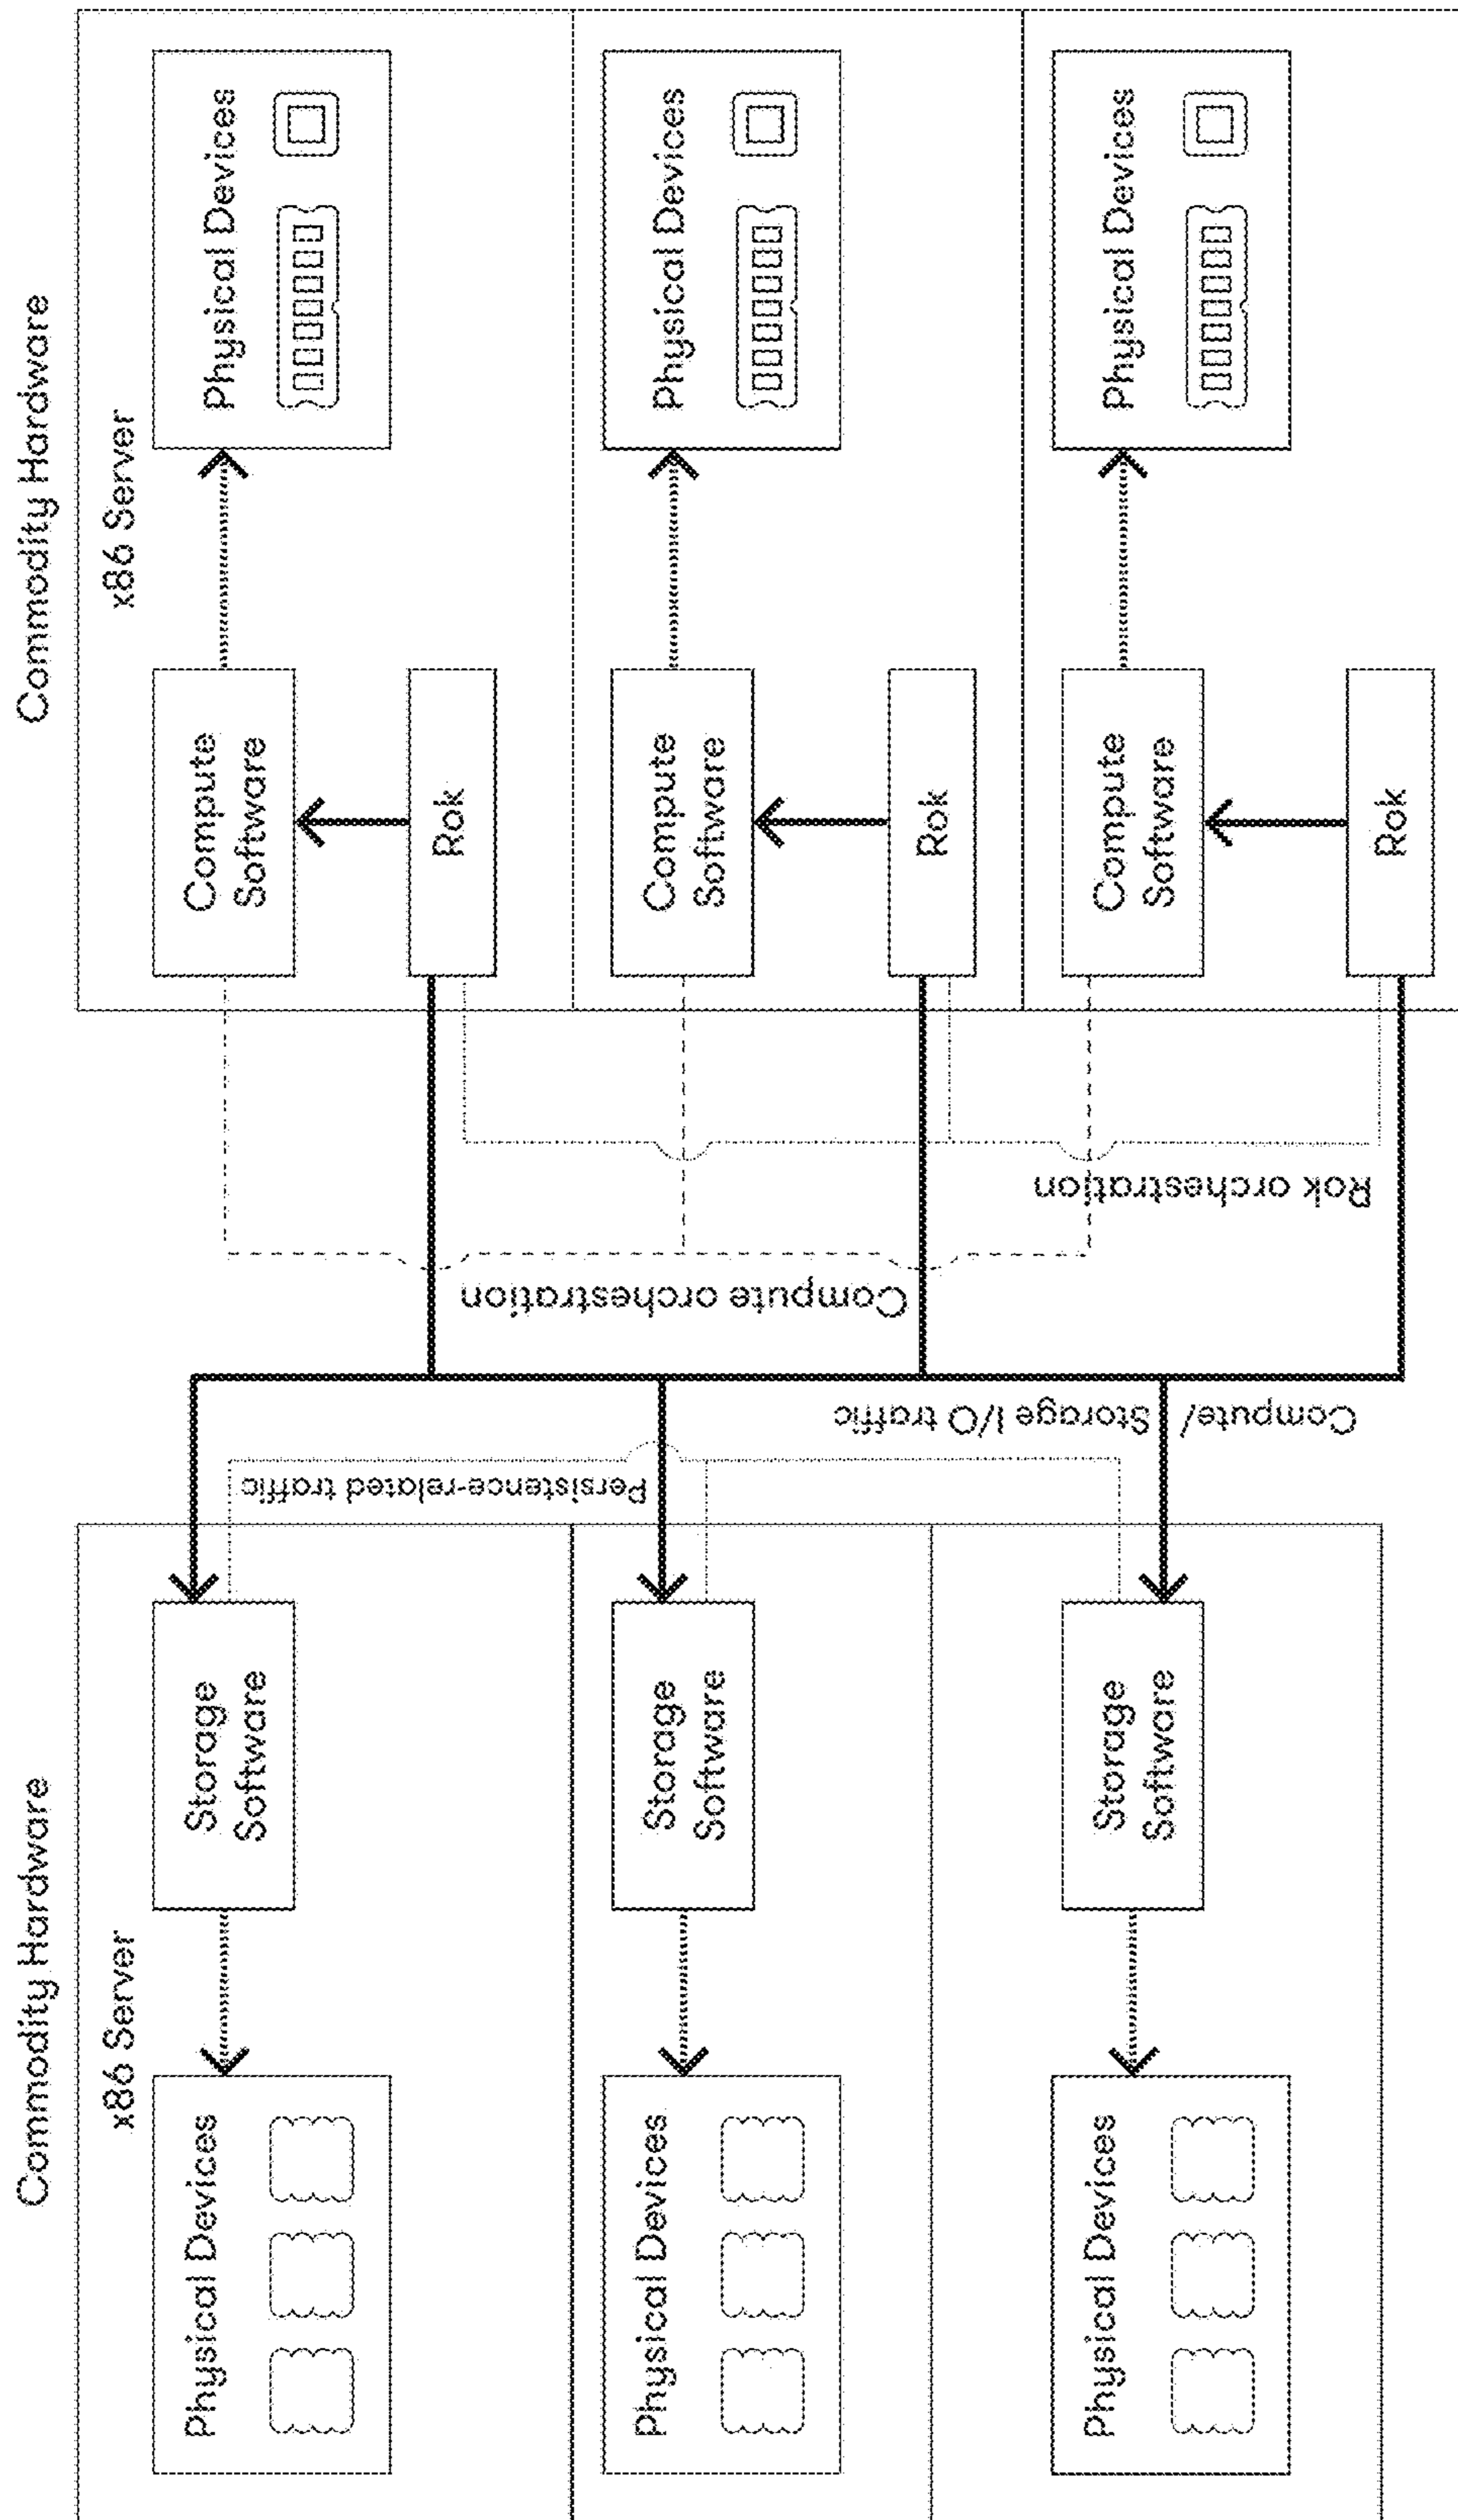 Commodity Hardware
x86 Server
Physical Devices
Storage
Software
Physical Devices
Storage
Software
Physical Devices
Storage
Software
Persistence-related traffic
Compute/
Storage I/O traffic
Compute orchestration
Rok orchestration
Commodity Hardware
x86 Server
Compute
Software
Physical Devices
Rok
Compute
Software
Physical Devices
Rok
Compute
Software
Physical Devices
Rok